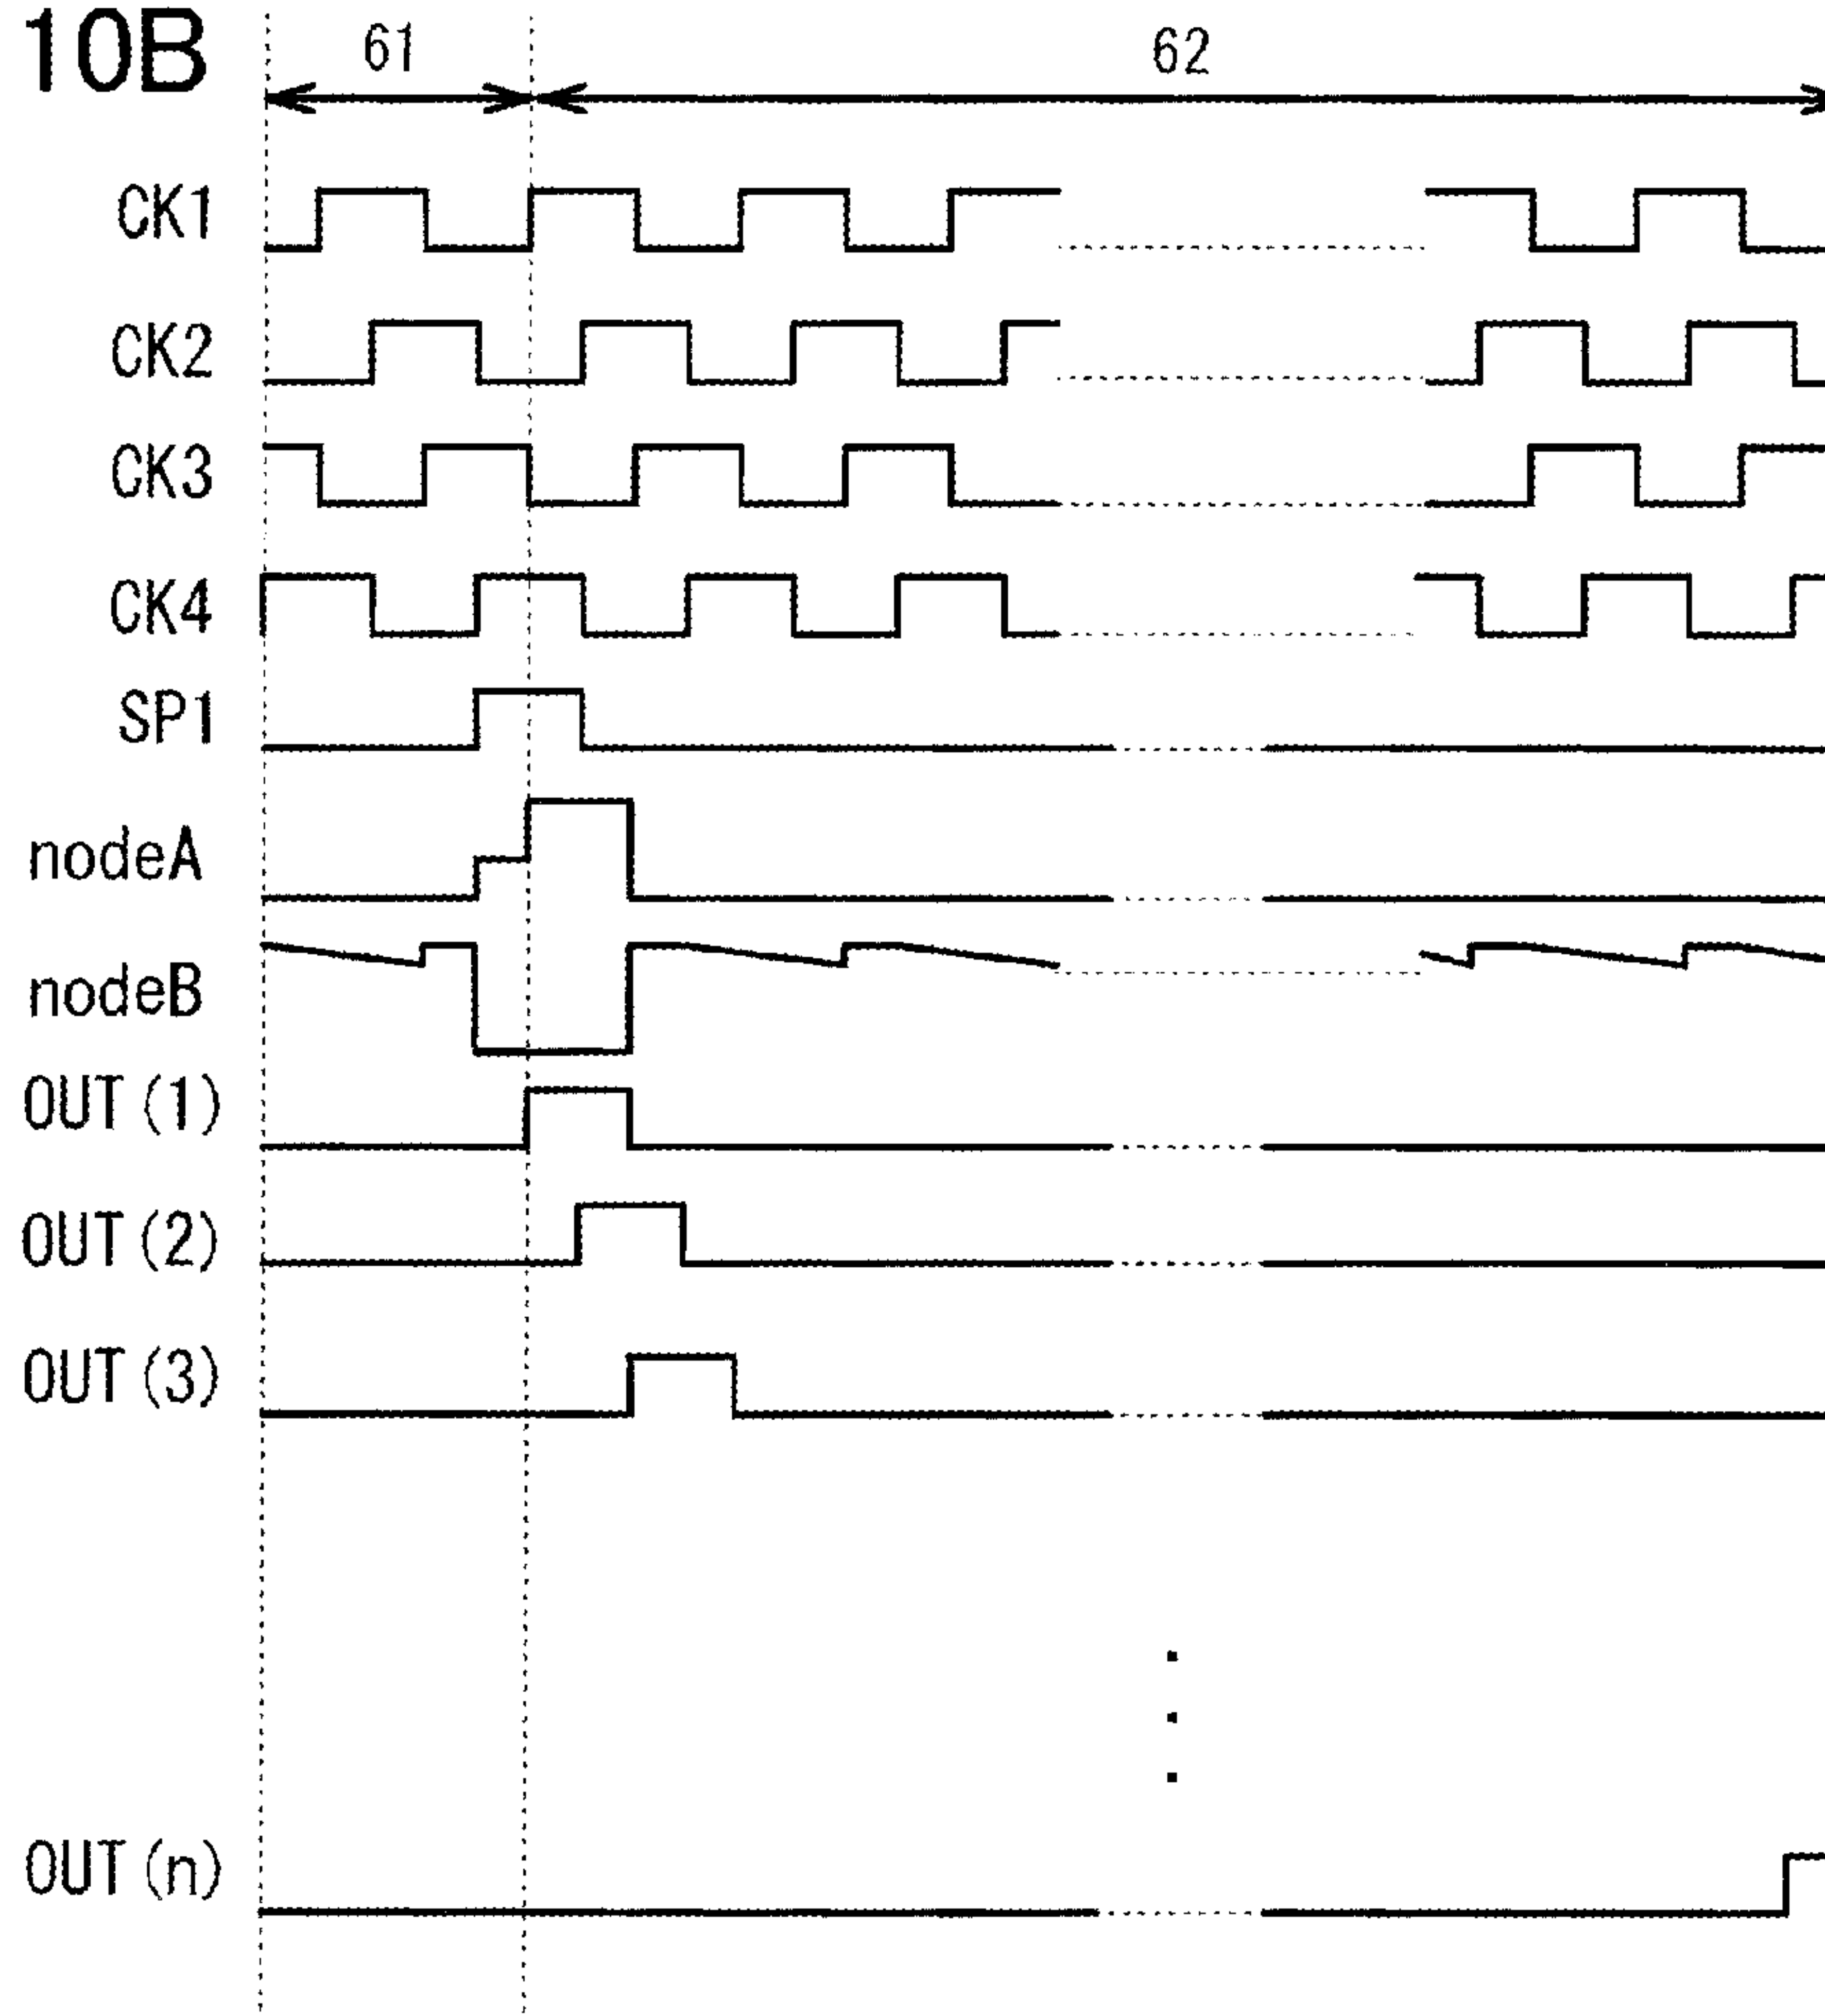 10B
61 62
CK1
CK2
CK3
CK4
SP1
nodeA
nodeB
OUT(1)
OUT(2)
OUT(3)
OUT(n)